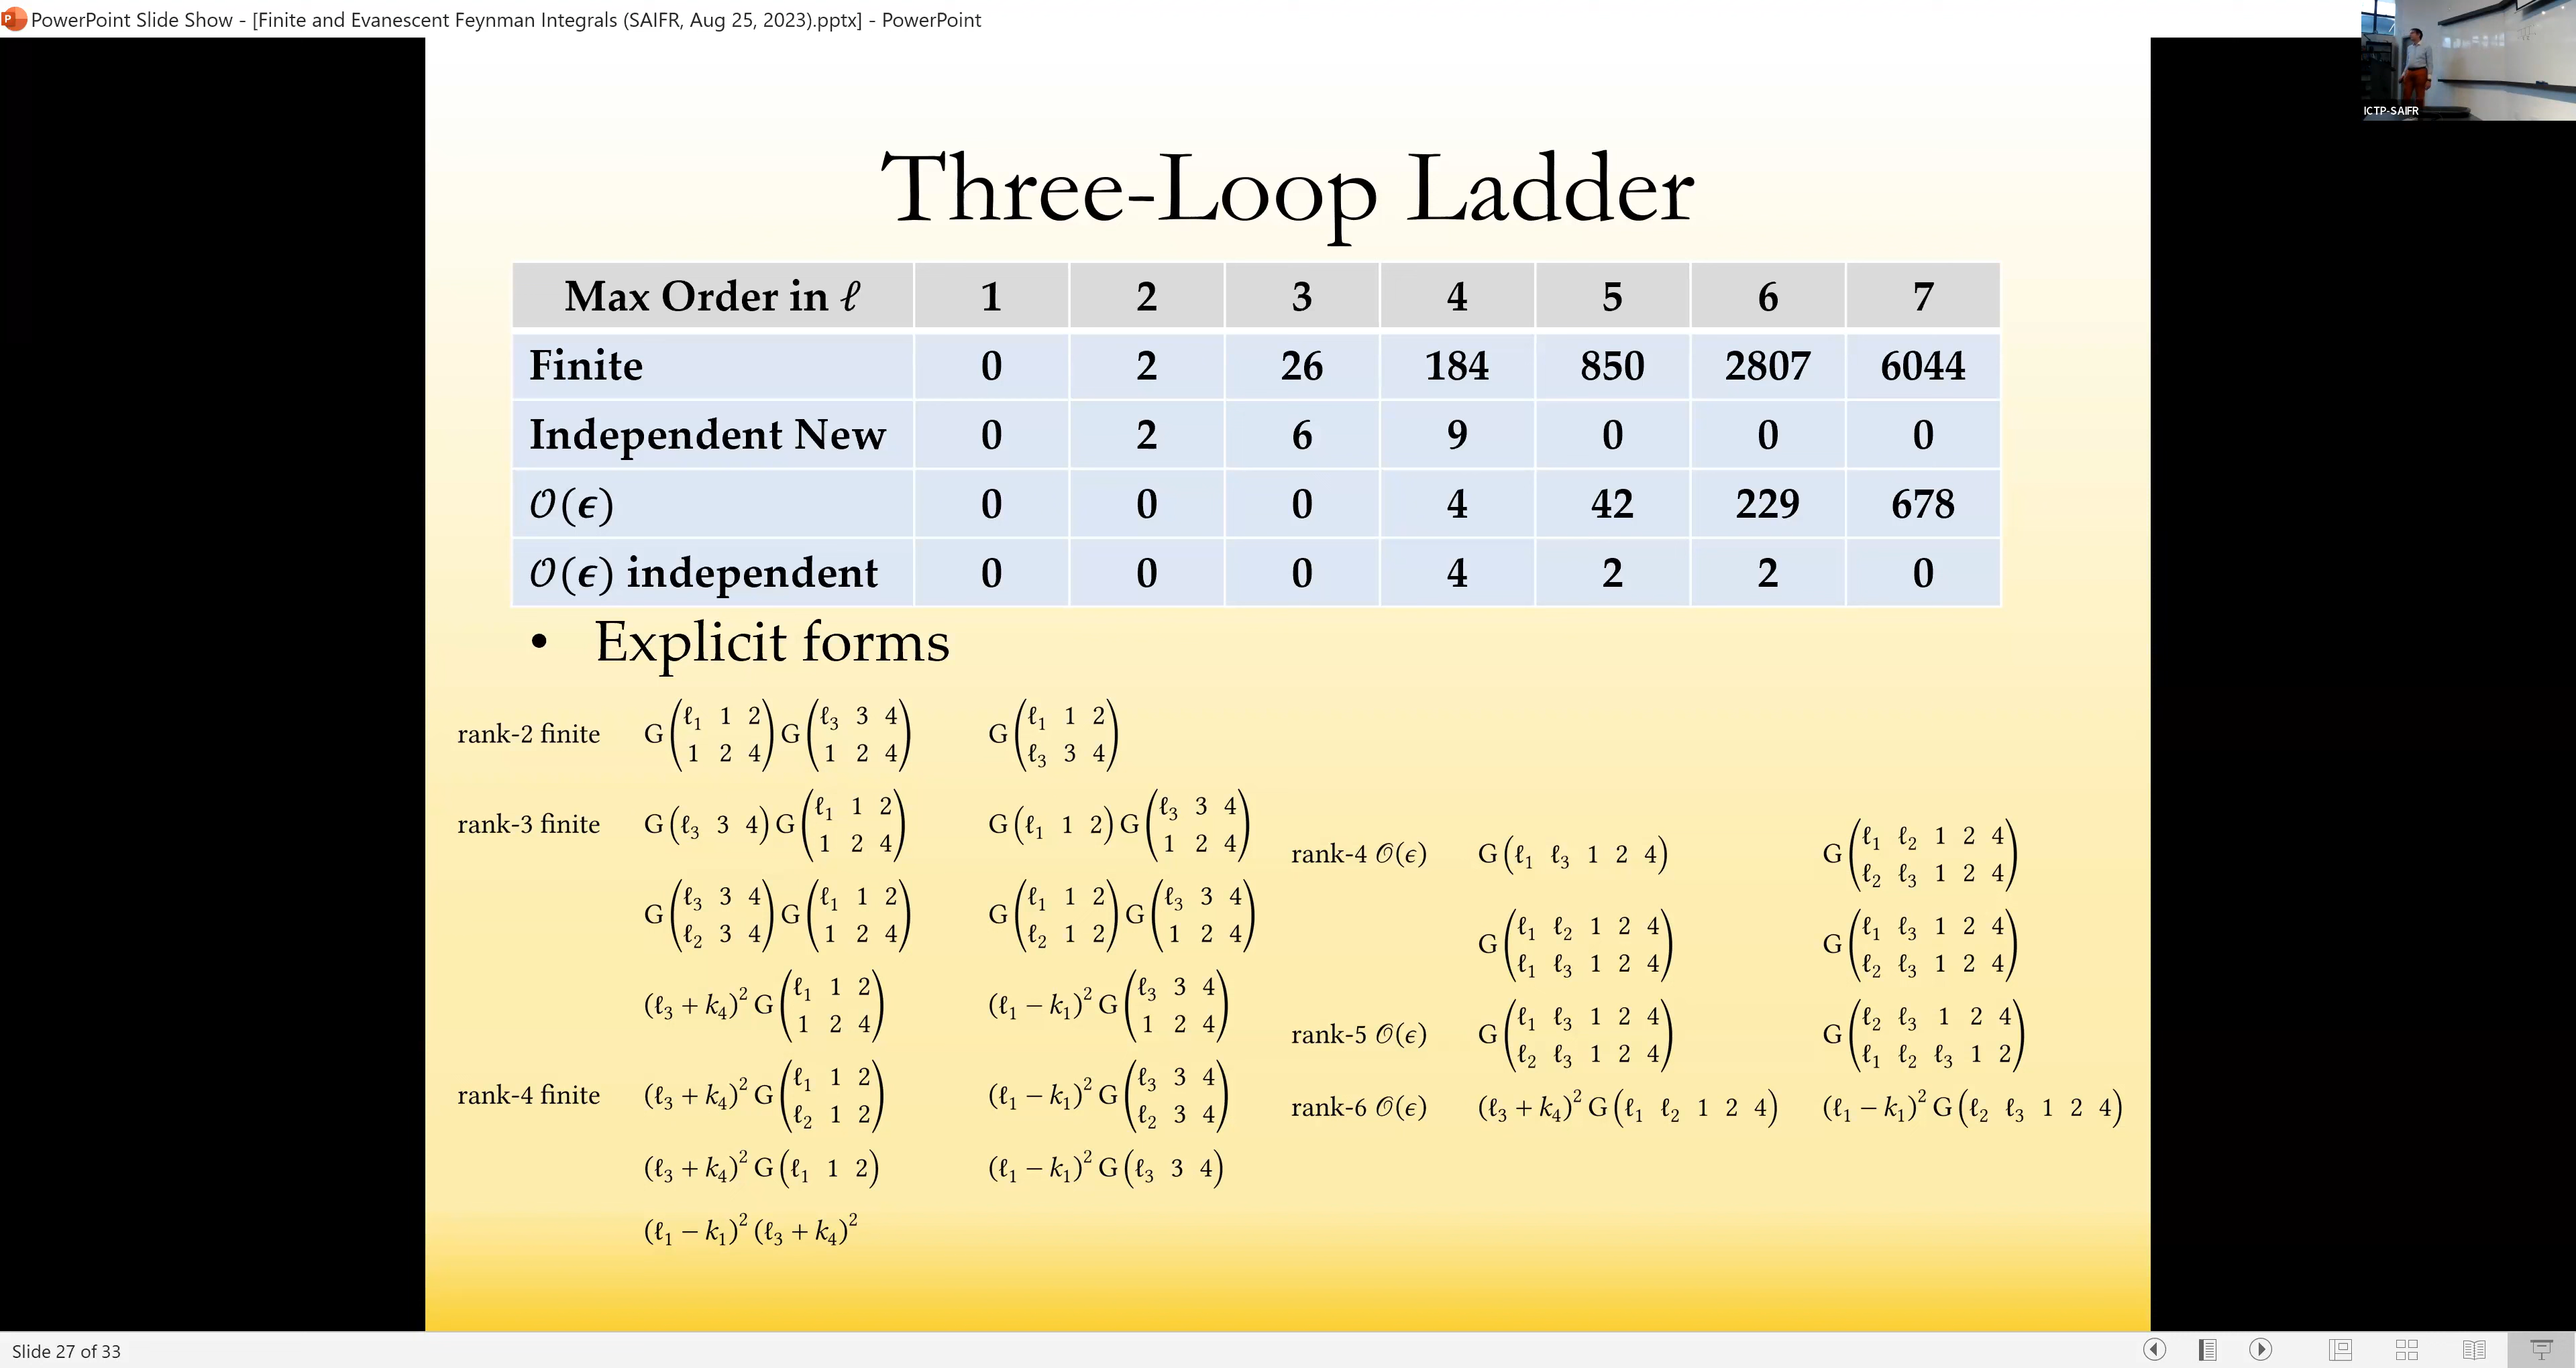 PowerPoint Slide Show - [Finite and Evanescent Feynman Integrals (SAIFR, Aug 25, 2023).pptx] - PowerPoint
ICTP-SAIFR
Three-Loop Ladder
Max Order in ℓ 1 2 3 4 5 6 7
Finite 0 2 26 184 850 2807 6044
Independent New 0 2 6 9 0 0 0
𝒪(ϵ) 0 0 0 4 42 229 678
𝒪(ϵ) independent 0 0 0 4 2 2 0
• Explicit forms
rank-2 finite G(ℓ₁ 1 2 / 1 2 4) G(ℓ₃ 3 4 / 1 2 4) G(ℓ₁ 1 2 / ℓ₃ 3 4)
rank-3 finite G(ℓ₃ 3 4) G(ℓ₁ 1 2 / 1 2 4) G(ℓ₁ 1 2) G(ℓ₃ 3 4 / 1 2 4)
G(ℓ₃ 3 4 / ℓ₂ 3 4) G(ℓ₁ 1 2 / 1 2 4) G(ℓ₁ 1 2 / ℓ₂ 1 2) G(ℓ₃ 3 4 / 1 2 4)
(ℓ₃ + k₄)² G(ℓ₁ 1 2 / 1 2 4) (ℓ₁ − k₁)² G(ℓ₃ 3 4 / 1 2 4)
rank-4 finite (ℓ₃ + k₄)² G(ℓ₁ 1 2 / ℓ₂ 1 2) (ℓ₁ − k₁)² G(ℓ₃ 3 4 / ℓ₂ 3 4)
(ℓ₃ + k₄)² G(ℓ₁ 1 2) (ℓ₁ − k₁)² G(ℓ₃ 3 4)
(ℓ₁ − k₁)² (ℓ₃ + k₄)²
rank-4 𝒪(ϵ) G(ℓ₁ ℓ₃ 1 2 4) G(ℓ₁ ℓ₂ 1 2 4 / ℓ₂ ℓ₃ 1 2 4)
G(ℓ₁ ℓ₂ 1 2 4 / ℓ₁ ℓ₃ 1 2 4) G(ℓ₁ ℓ₃ 1 2 4 / ℓ₂ ℓ₃ 1 2 4)
rank-5 𝒪(ϵ) G(ℓ₁ ℓ₃ 1 2 4 / ℓ₂ ℓ₃ 1 2 4) G(ℓ₂ ℓ₃ 1 2 4 / ℓ₁ ℓ₂ ℓ₃ 1 2)
rank-6 𝒪(ϵ) (ℓ₃ + k₄)² G(ℓ₁ ℓ₂ 1 2 4) (ℓ₁ − k₁)² G(ℓ₂ ℓ₃ 1 2 4)
Slide 27 of 33